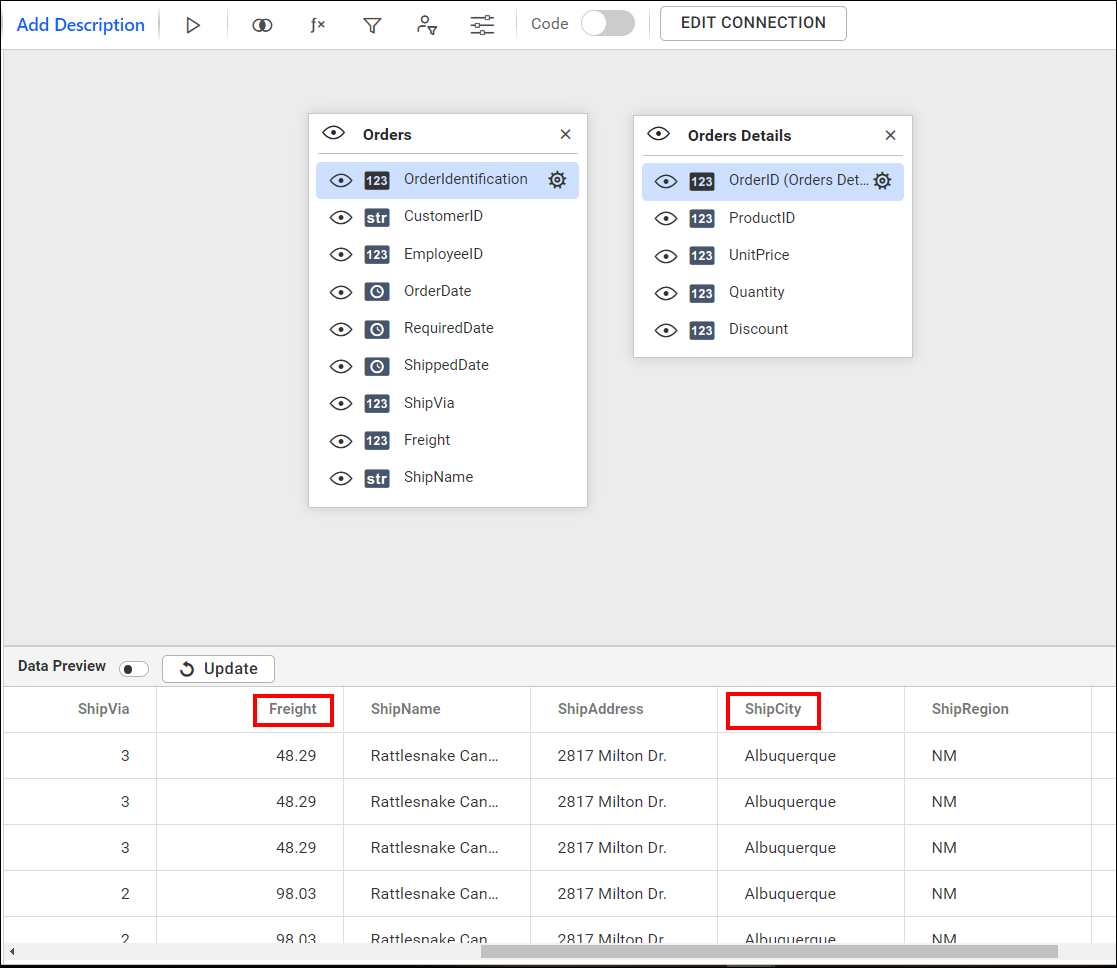 Add Description ƒx Code EDIT CONNECTION
Orders
123 OrderIdentification
str CustomerID
123 EmployeeID
OrderDate
RequiredDate
ShippedDate
123 ShipVia
123 Freight
str ShipName
Orders Details
123 OrderID (Orders Det...
123 ProductID
123 UnitPrice
123 Quantity
123 Discount
Data Preview Update
ShipVia Freight ShipName ShipAddress ShipCity ShipRegion
3 48.29 Rattlesnake Can... 2817 Milton Dr. Albuquerque NM
3 48.29 Rattlesnake Can... 2817 Milton Dr. Albuquerque NM
3 48.29 Rattlesnake Can... 2817 Milton Dr. Albuquerque NM
2 98.03 Rattlesnake Can... 2817 Milton Dr. Albuquerque NM
2 98.03 Rattlesnake Can 2817 Milton Dr. Albuquerque NM